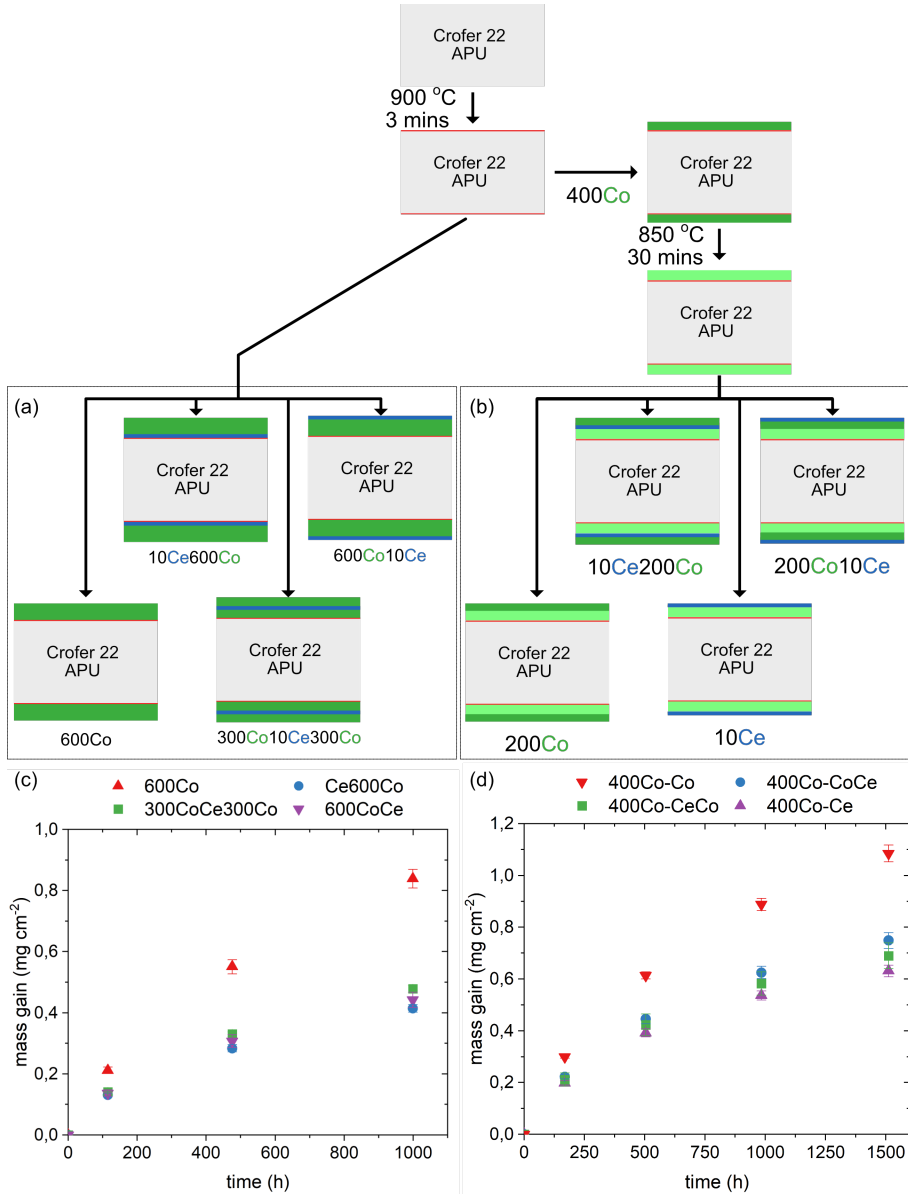 Crofer 22
APU
900 °C
3 mins
Crofer 22
APU
400Co
Crofer 22
APU
850 °C
30 mins
Crofer 22
APU
(a)
Crofer 22
APU
10Ce600Co
Crofer 22
APU
600Co10Ce
Crofer 22
APU
600Co
Crofer 22
APU
300Co10Ce300Co
(b)
Crofer 22
APU
10Ce200Co
Crofer 22
APU
200Co10Ce
Crofer 22
APU
200Co
Crofer 22
APU
10Ce
(c)
600Co
Ce600Co
300CoCe300Co
600CoCe
1,0
0,8
0,6
0,4
0,2
0,0
mass gain (mg cm-2)
0 200 400 600 800 1000
time (h)
(d)
400Co-Co
400Co-CoCe
400Co-CeCo
400Co-Ce
1,2
1,0
0,8
0,6
0,4
0,2
0,0
mass gain (mg cm-2)
0 250 500 750 1000 1250 1500
time (h)